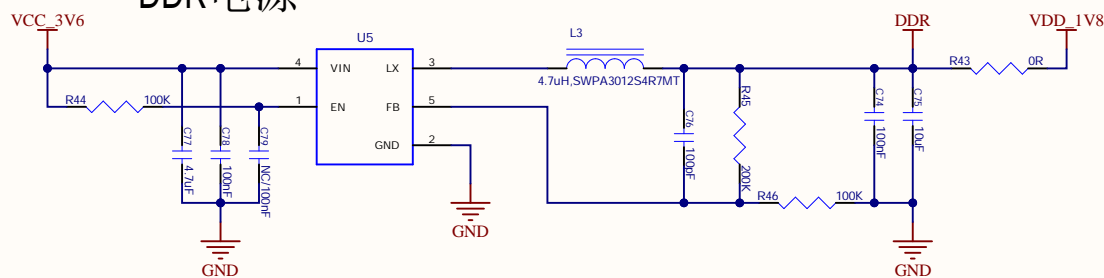 DDR电源
VCC_3V6
DDR
VDD_1V8
U5
L3
4 VIN LX 3
4.7uH,SWPA3012S4R7MT
R43 0R
R44 100K
1 EN FB 5
GND 2
C77 4.7uF
C78 100nF
C79 NC/100nF
C76 100pF
R45 200K
C74 100nF
C75 10uF
R46 100K
GND
GND
GND